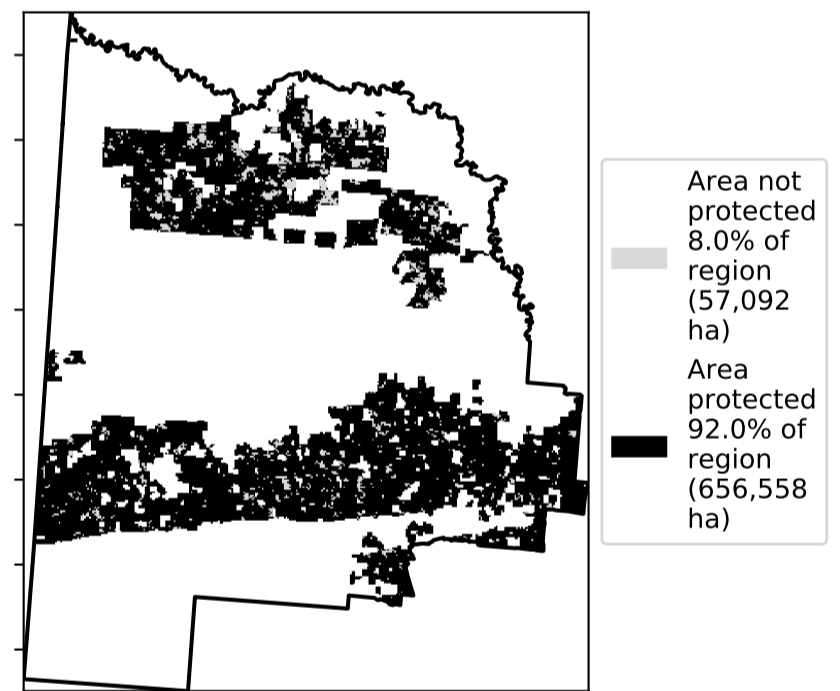 Area not
protected
8.0% of
region
(57,092
ha)
Area
protected
92.0% of
region
(656,558
ha)